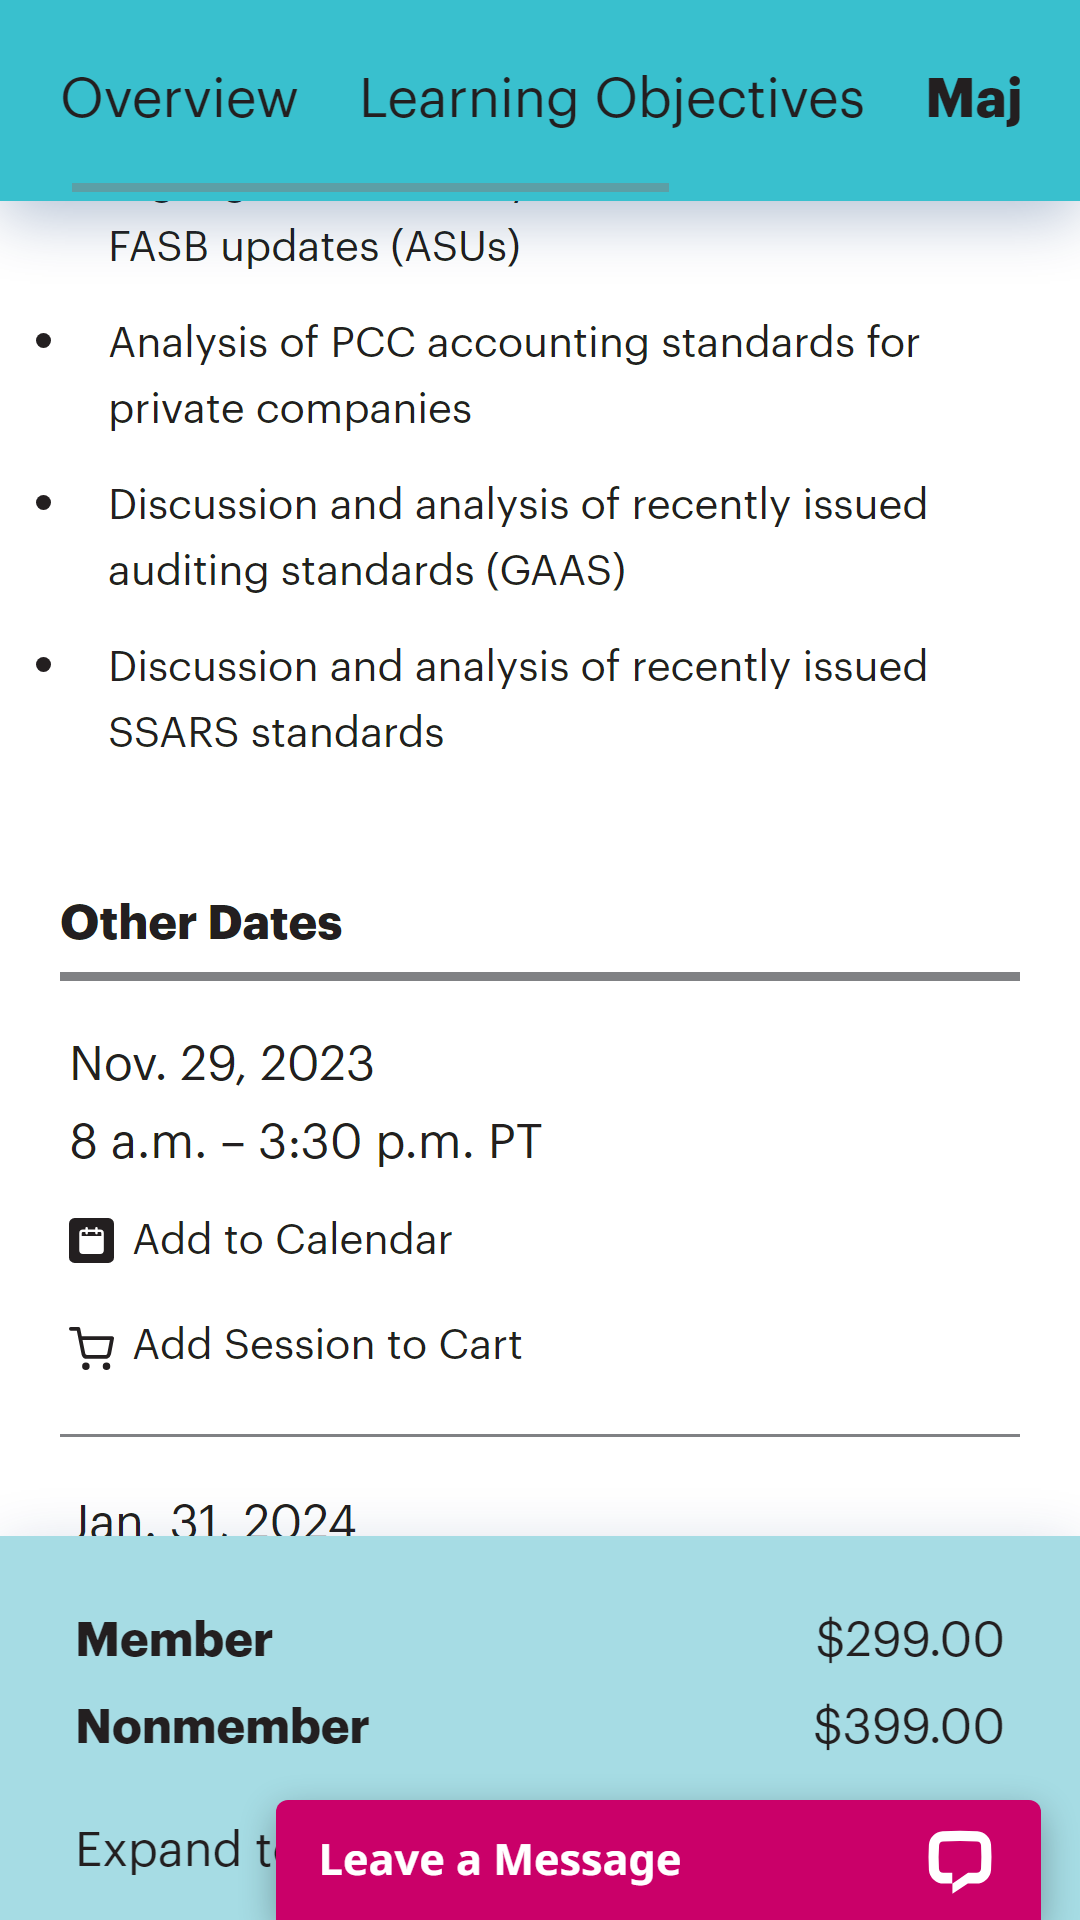 Overview Learning Objectives Maj
FASB updates (ASUs)
• Analysis of PCC accounting standards for
private companies
• Discussion and analysis of recently issued
auditing standards (GAAS)
• Discussion and analysis of recently issued
SSARS standards
Other Dates
Nov. 29, 2023
8 a.m. – 3:30 p.m. PT
Add to Calendar
Add Session to Cart
Jan. 31, 2024
Member $299.00
Nonmember $399.00
Expand
Leave a Message